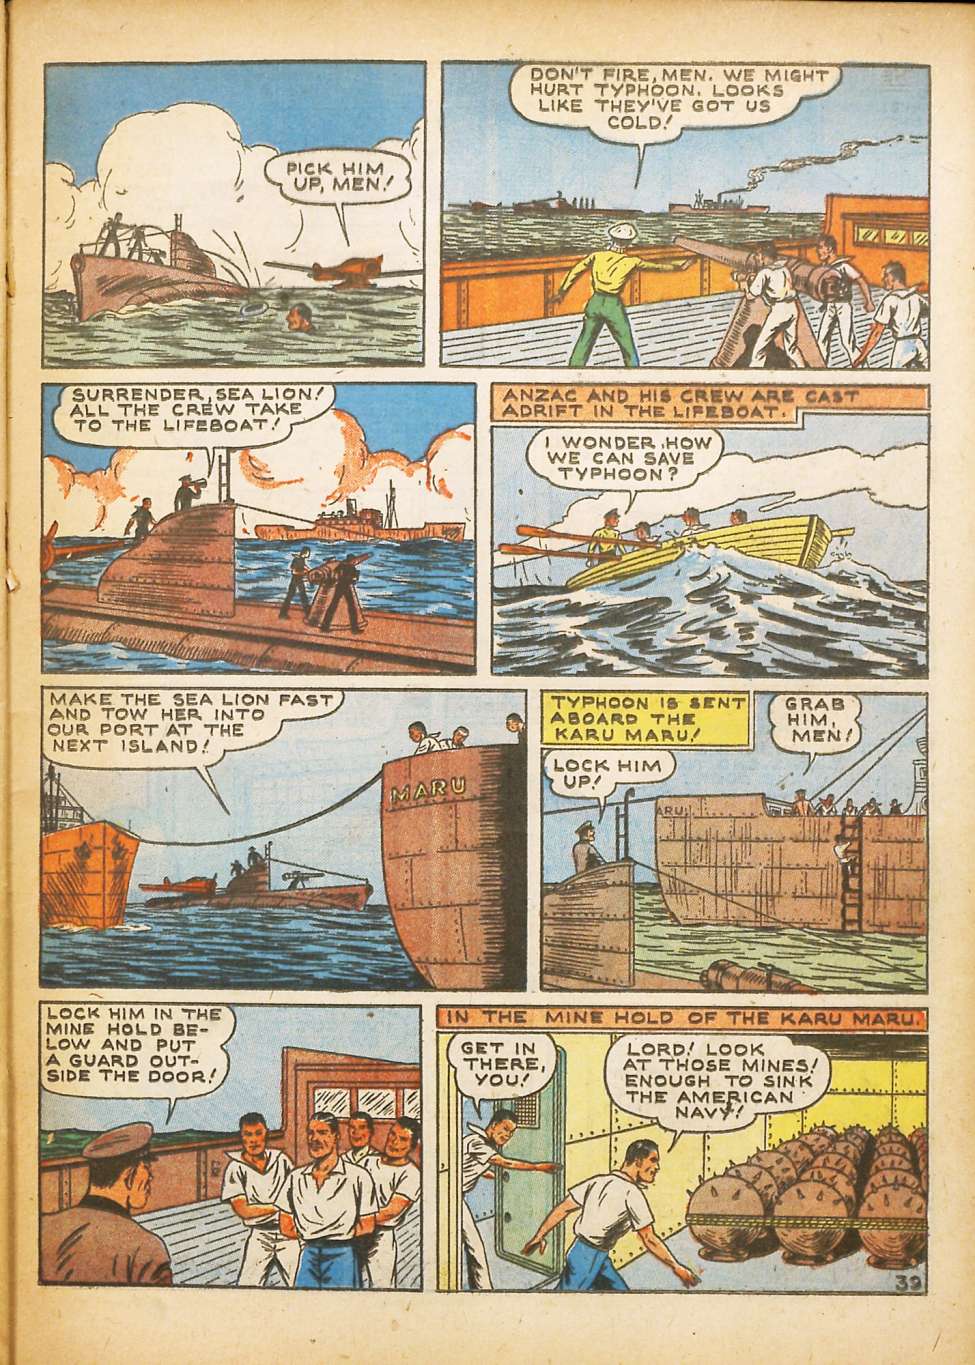 PICK HIM
UP, MEN!
DON'T FIRE, MEN. WE MIGHT
HURT TYPHOON. LOOKS
LIKE THEY'VE GOT US
COLD!
SURRENDER, SEA LION!
ALL THE CREW TAKE
TO THE LIFEBOAT!
ANZAC AND HIS CREW ARE CAST
ADRIFT IN THE LIFEBOAT.
I WONDER, HOW
WE CAN SAVE
TYPHOON?
MAKE THE SEA LION FAST
AND TOW HER INTO
OUR PORT AT THE
NEXT ISLAND!
MARU
TYPHOON IS SENT
ABOARD THE
KARU MARU!
GRAB
HIM,
MEN!
LOCK HIM
UP!
ARU
LOCK HIM IN THE
MINE HOLD BE-
LOW AND PUT
A GUARD OUT-
SIDE THE DOOR!
IN THE MINE HOLD OF THE KARU MARU.
GET IN
THERE,
YOU!
LORD! LOOK
AT THOSE MINES!
ENOUGH TO SINK
THE AMERICAN
NAVY!
39